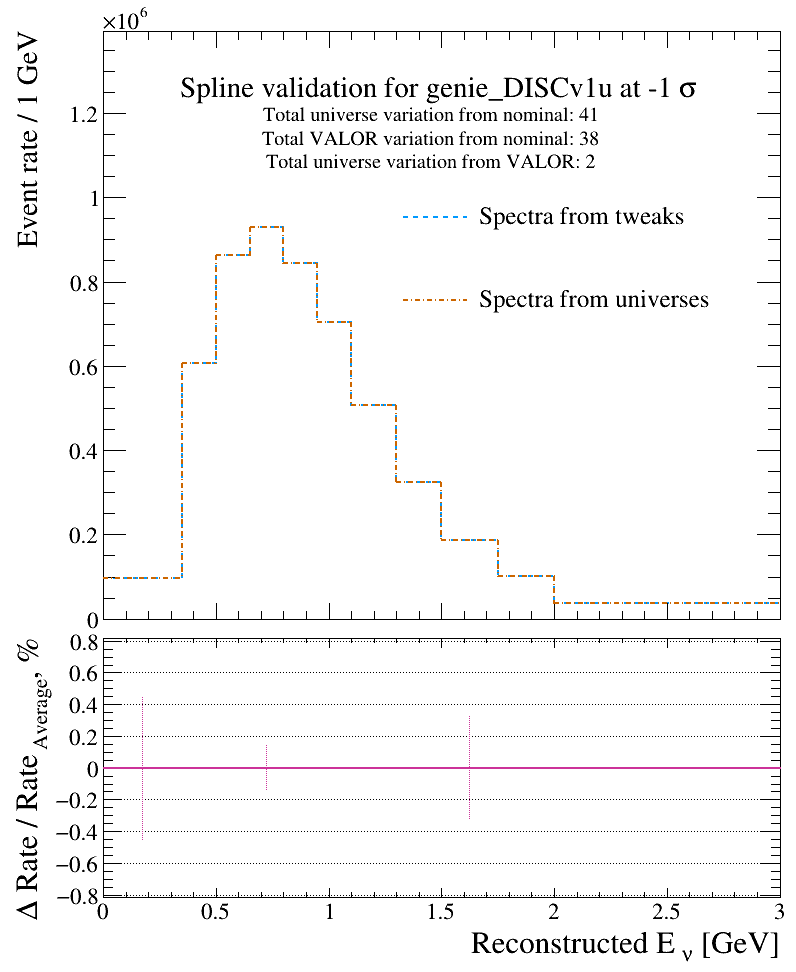 ×10⁶
Event rate / 1 GeV
Spline validation for genie_DISCv1u at -1 σ
Total universe variation from nominal: 41
Total VALOR variation from nominal: 38
Total universe variation from VALOR: 2
Spectra from tweaks
Spectra from universes
1.2
1
0.8
0.6
0.4
0.2
0
Δ Rate / Rate Average, %
0.8
0.6
0.4
0.2
0
−0.2
−0.4
−0.6
−0.8
0 0.5 1 1.5 2 2.5 3
Reconstructed E ν [GeV]